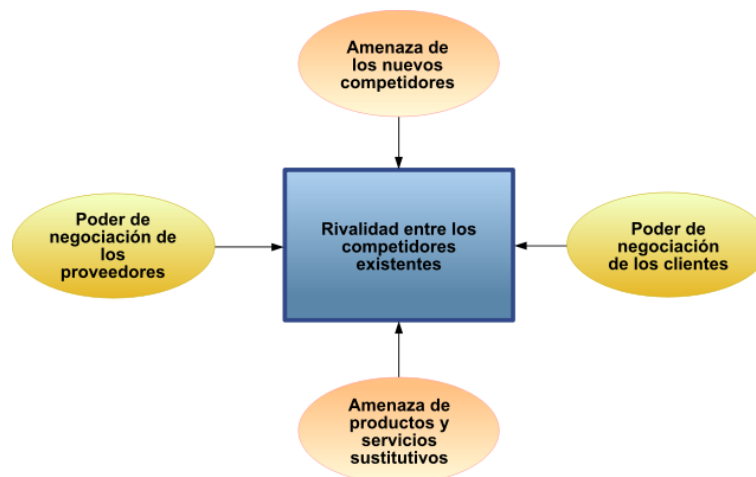 Amenaza de
los nuevos
competidores
Poder de
negociación de
los
proveedores
Rivalidad entre los
competidores
existentes
Poder de
negociación
de los clientes
Amenaza de
productos y
servicios
sustitutivos